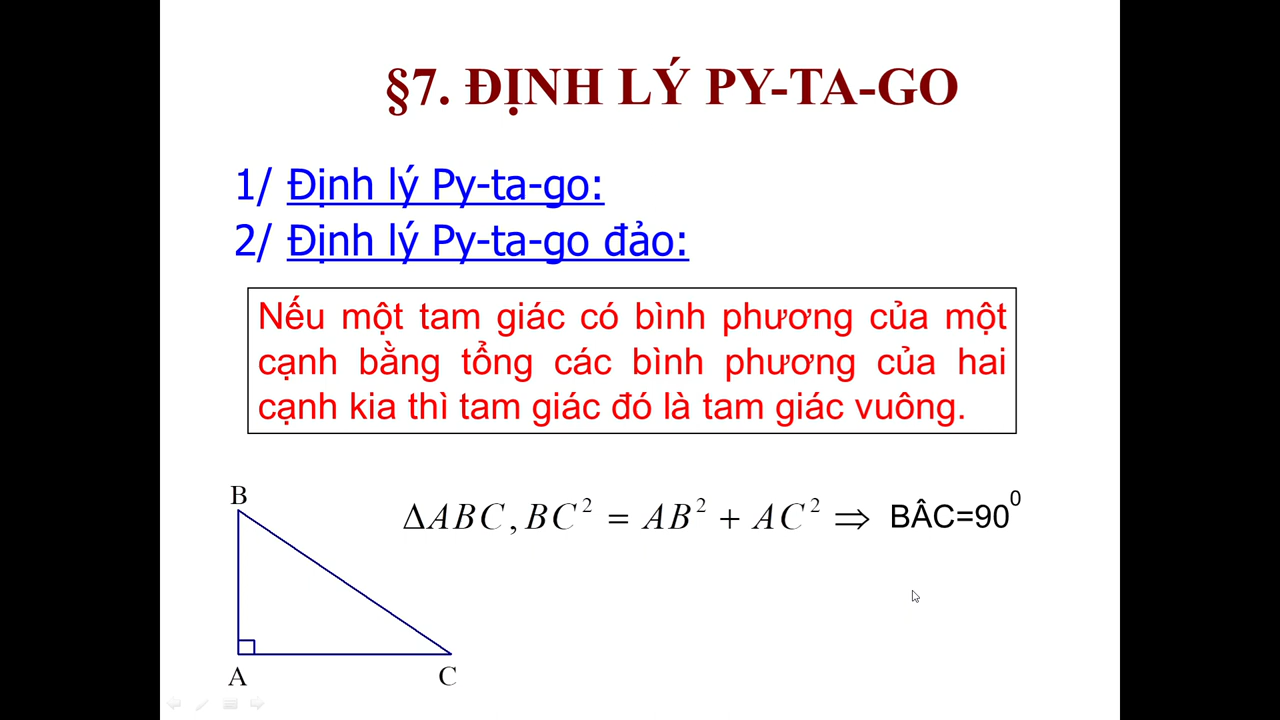 §7. ĐỊNH LÝ PY-TA-GO
1/ Định lý Py-ta-go:
2/ Định lý Py-ta-go đảo:
Nếu một tam giác có bình phương của một
cạnh bằng tổng các bình phương của hai
cạnh kia thì tam giác đó là tam giác vuông.
B
ΔABC, BC² = AB² + AC² ⇒ BÂC=90⁰
A
C